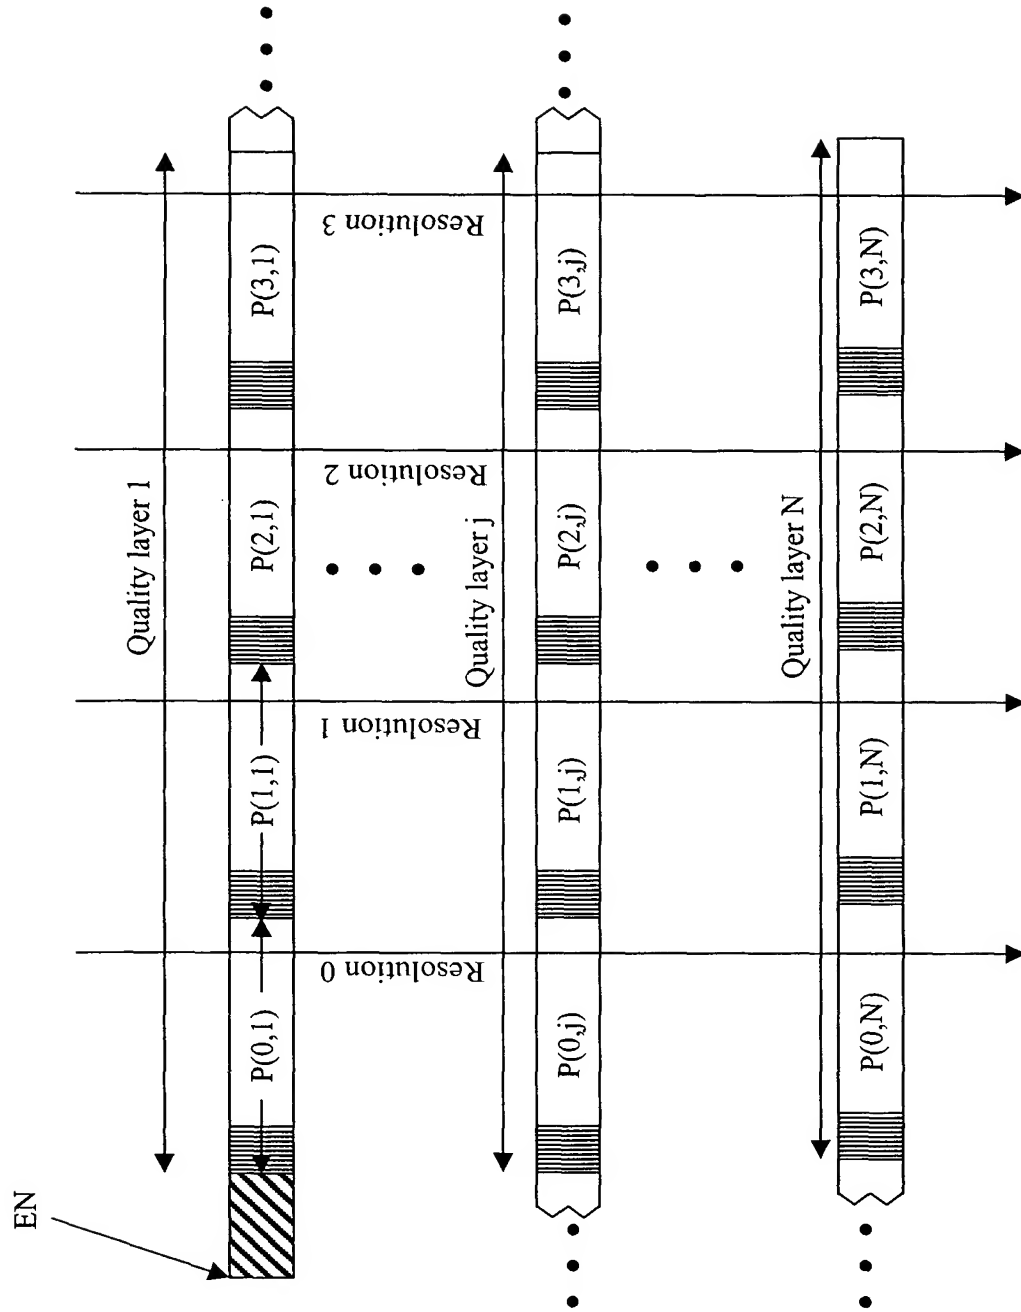 EN
Quality layer 1
P(0,1)
P(1,1)
P(2,1)
P(3,1)
Resolution 0
Resolution 1
Resolution 2
Resolution 3
Quality layer j
P(0,j)
P(1,j)
P(2,j)
P(3,j)
Quality layer N
P(0,N)
P(1,N)
P(2,N)
P(3,N)